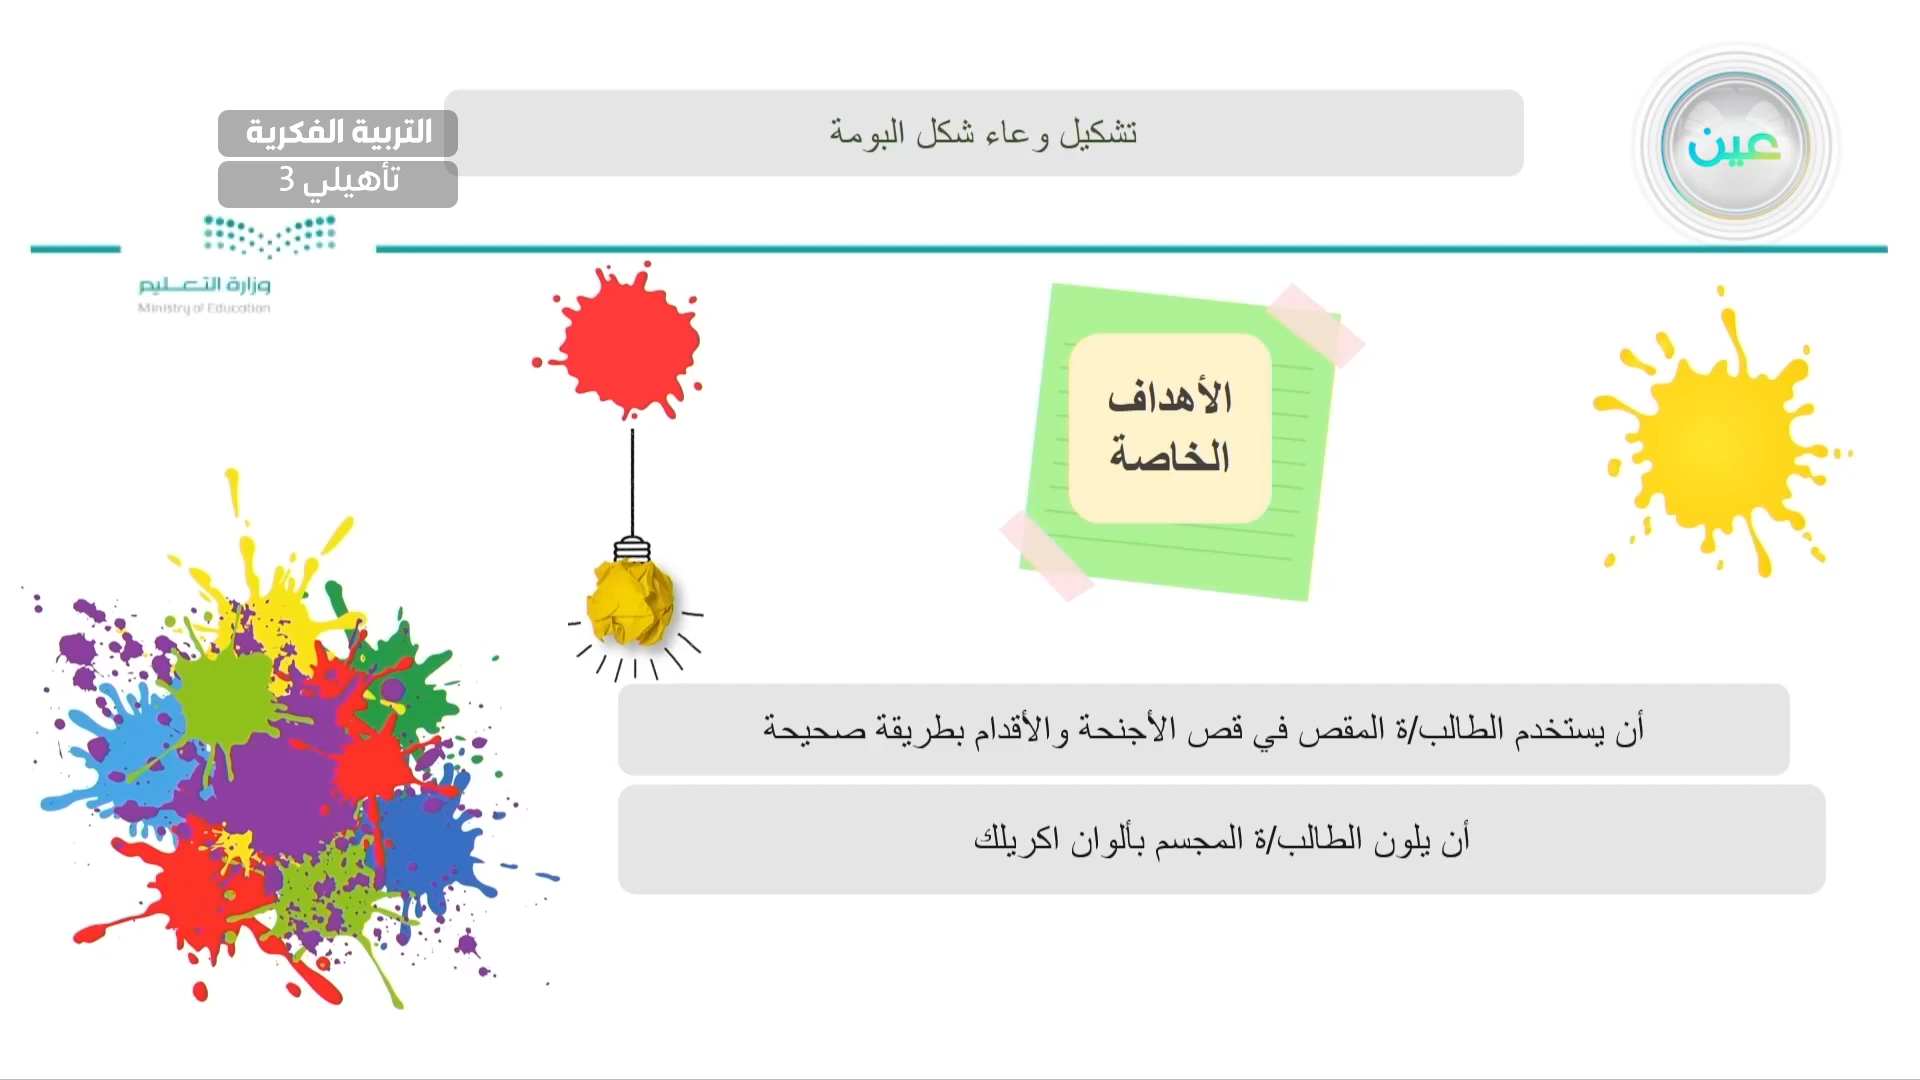 عين
تشكيل وعاء شكل البومة
التربية الفكرية
تأهيلي 3
وزارة التعليم
Ministry of Education
الأهداف
الخاصة
أن يستخدم الطالب/ة المقص في قص الأجنحة والأقدام بطريقة صحيحة
أن يلون الطالب/ة المجسم بألوان اكريلك